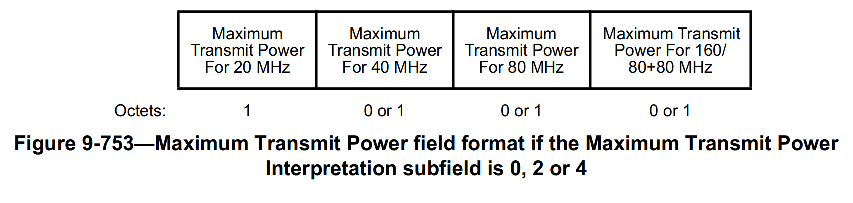 Maximum Transmit Power For 20 MHz
Maximum Transmit Power For 40 MHz
Maximum Transmit Power For 80 MHz
Maximum Transmit Power For 160/ 80+80 MHz
Octets: 1 0 or 1 0 or 1 0 or 1
Figure 9-753—Maximum Transmit Power field format if the Maximum Transmit Power
Interpretation subfield is 0, 2 or 4